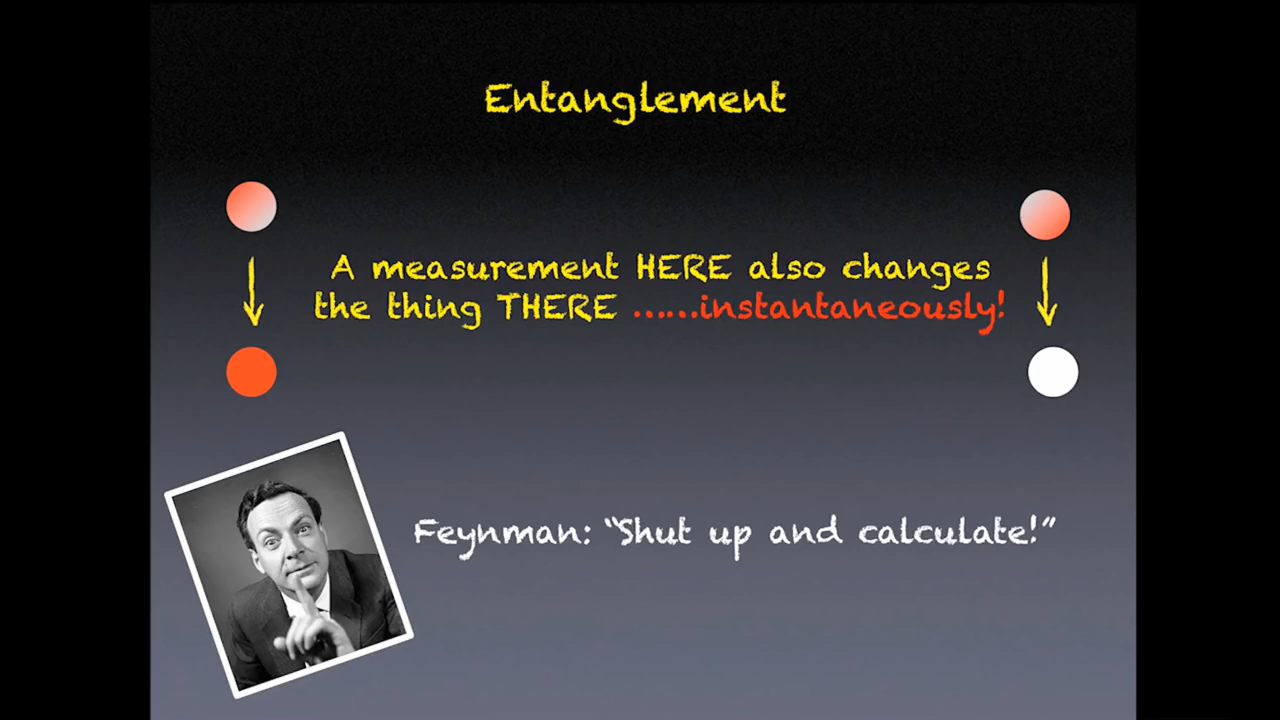 Entanglement
A measurement HERE also changes
the thing THERE ......instantaneously!
Feynman: “Shut up and calculate!”